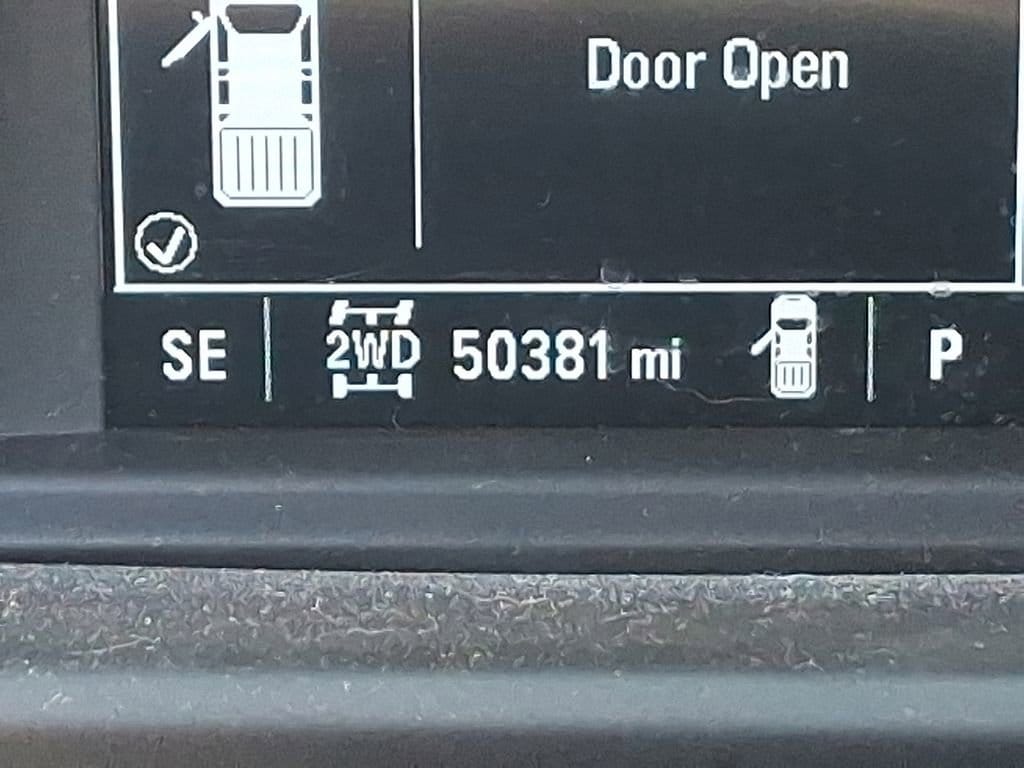 Door Open
SE 2WD 50381 mi P